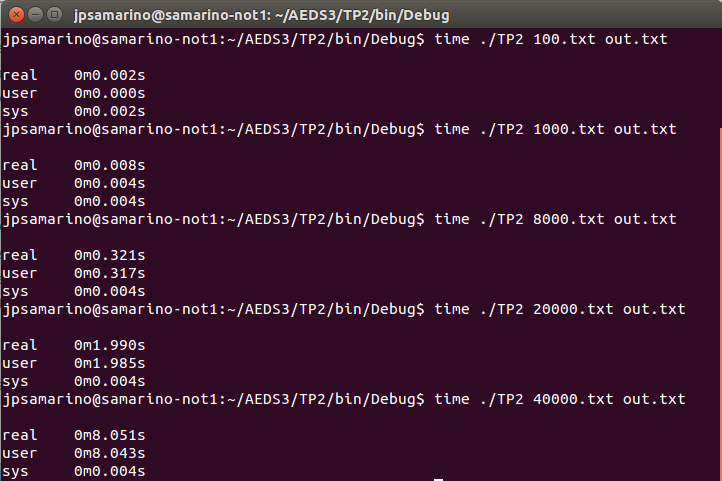 jpsamarino@samarino-not1: ~/AEDS3/TP2/bin/Debug
jpsamarino@samarino-not1:~/AEDS3/TP2/bin/Debug$ time ./TP2 100.txt out.txt
real 0m0.002s
user 0m0.000s
sys 0m0.002s
jpsamarino@samarino-not1:~/AEDS3/TP2/bin/Debug$ time ./TP2 1000.txt out.txt
real 0m0.008s
user 0m0.004s
sys 0m0.004s
jpsamarino@samarino-not1:~/AEDS3/TP2/bin/Debug$ time ./TP2 8000.txt out.txt
real 0m0.321s
user 0m0.317s
sys 0m0.004s
jpsamarino@samarino-not1:~/AEDS3/TP2/bin/Debug$ time ./TP2 20000.txt out.txt
real 0m1.990s
user 0m1.985s
sys 0m0.004s
jpsamarino@samarino-not1:~/AEDS3/TP2/bin/Debug$ time ./TP2 40000.txt out.txt
real 0m8.051s
user 0m8.043s
sys 0m0.004s